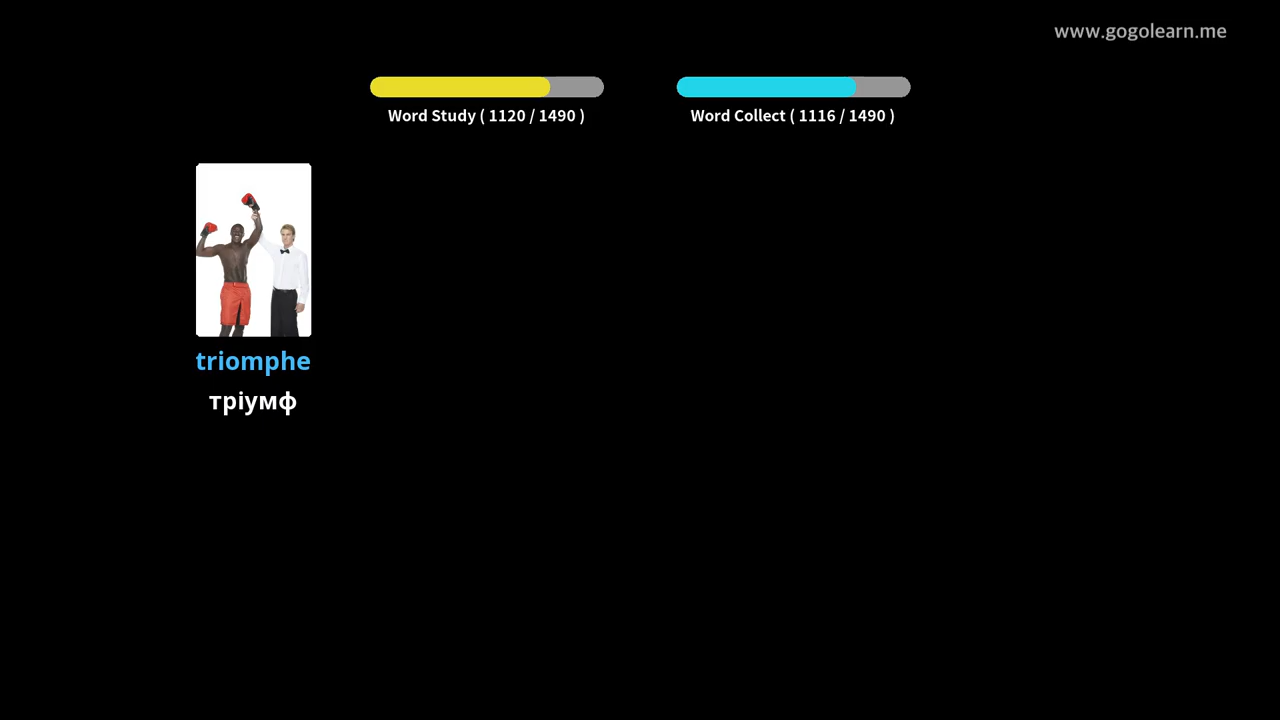 www.gogolearn.me
Word Study ( 1120 / 1490 )
Word Collect ( 1116 / 1490 )
triomphe
тріумф